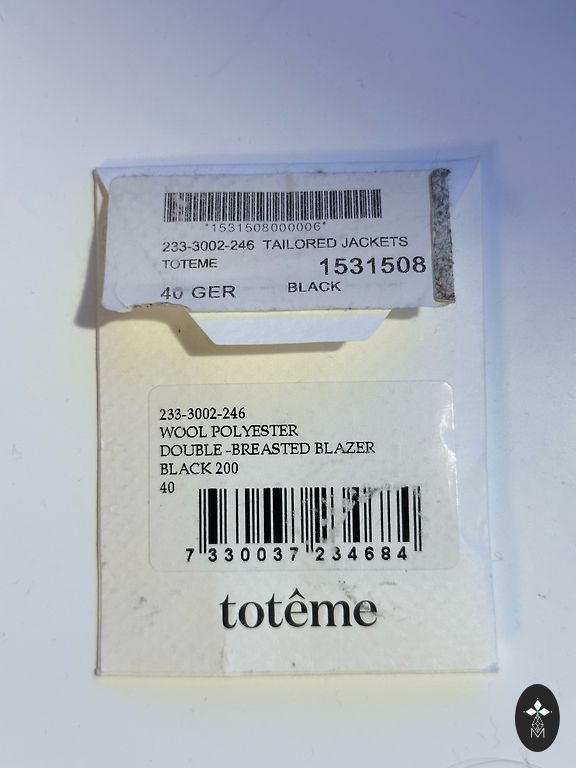 *1531508000006*
233-3002-246 TAILORED JACKETS
TOTEME 1531508
40 GER BLACK
233-3002-246
WOOL POLYESTER
DOUBLE -BREASTED BLAZER
BLACK 200
40
7 330037 234684
totême
M